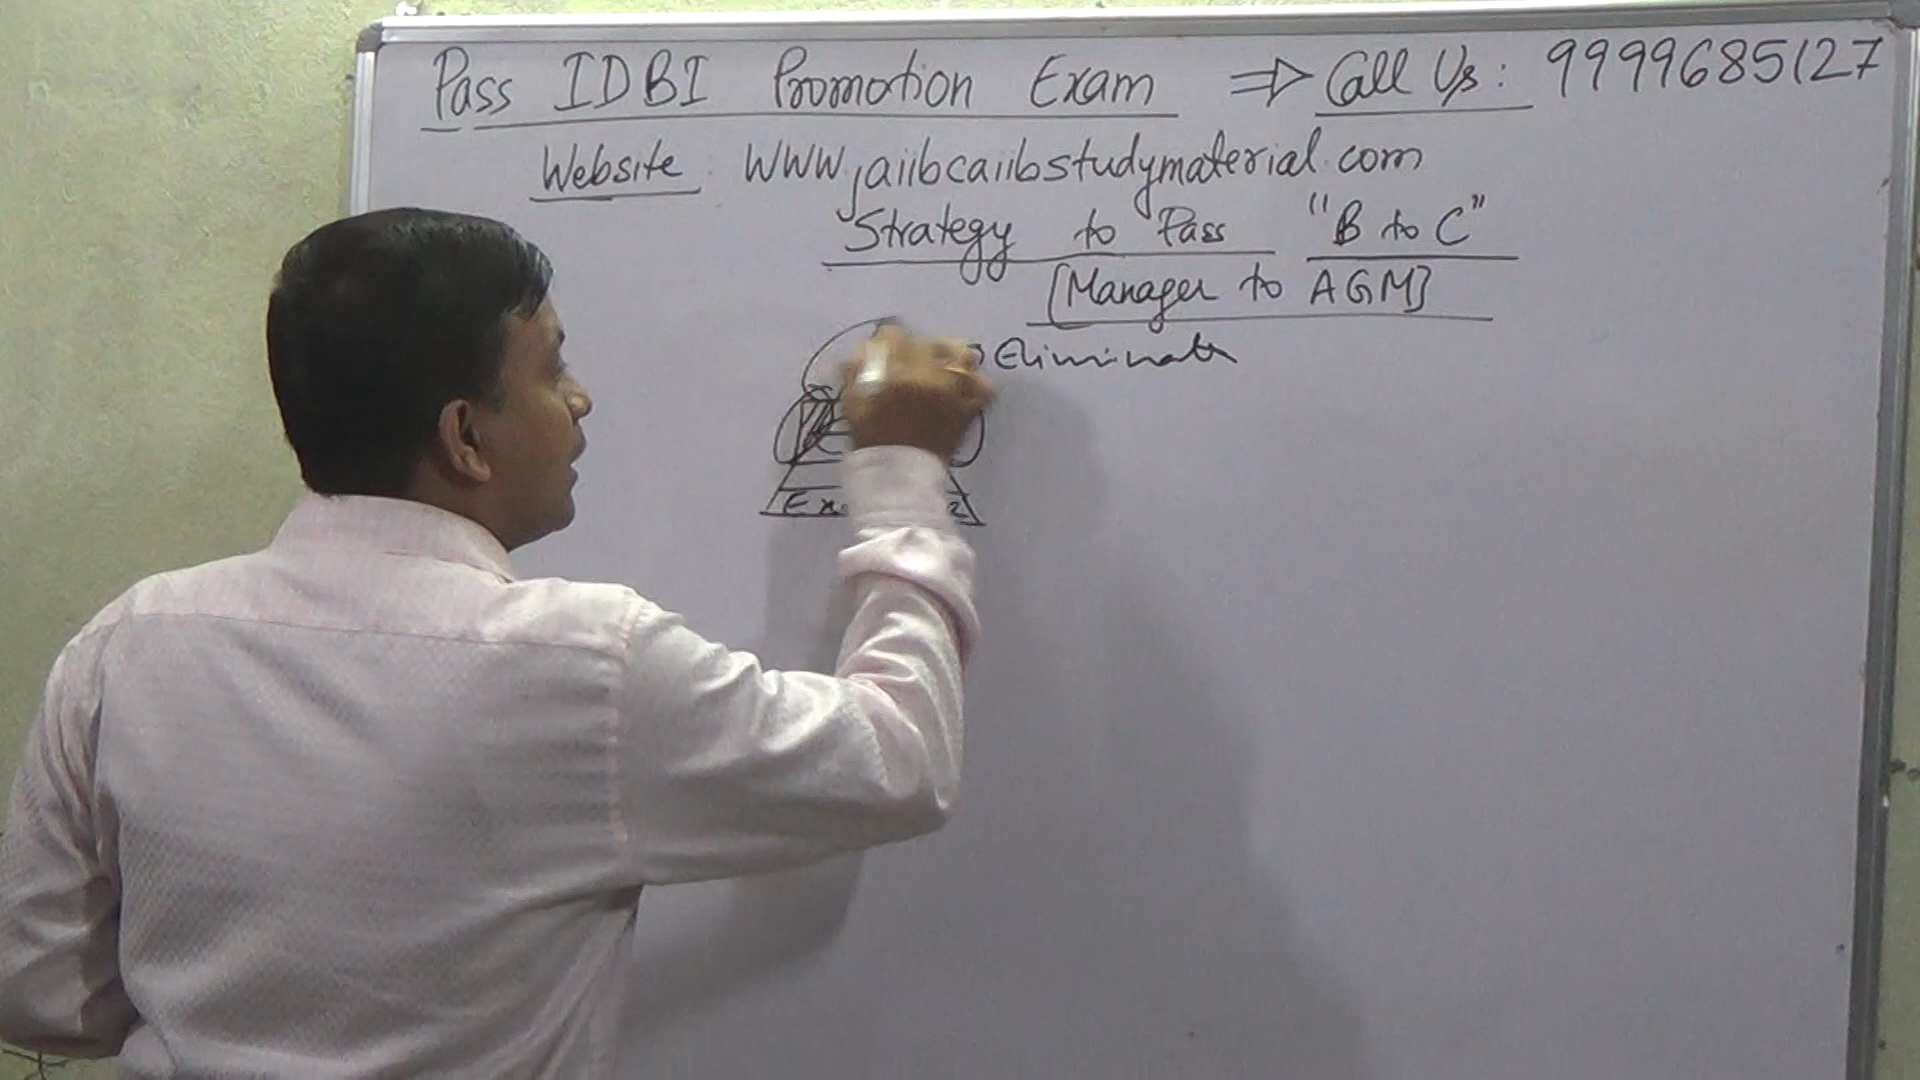 Pass IDBI Promotion Exam ⇒ Call Us: 9999685127
Website: WWW.jaiibcaiibstudymaterial.com
Strategy to Pass "B to C"
[Manager to AGM]
Eliminate